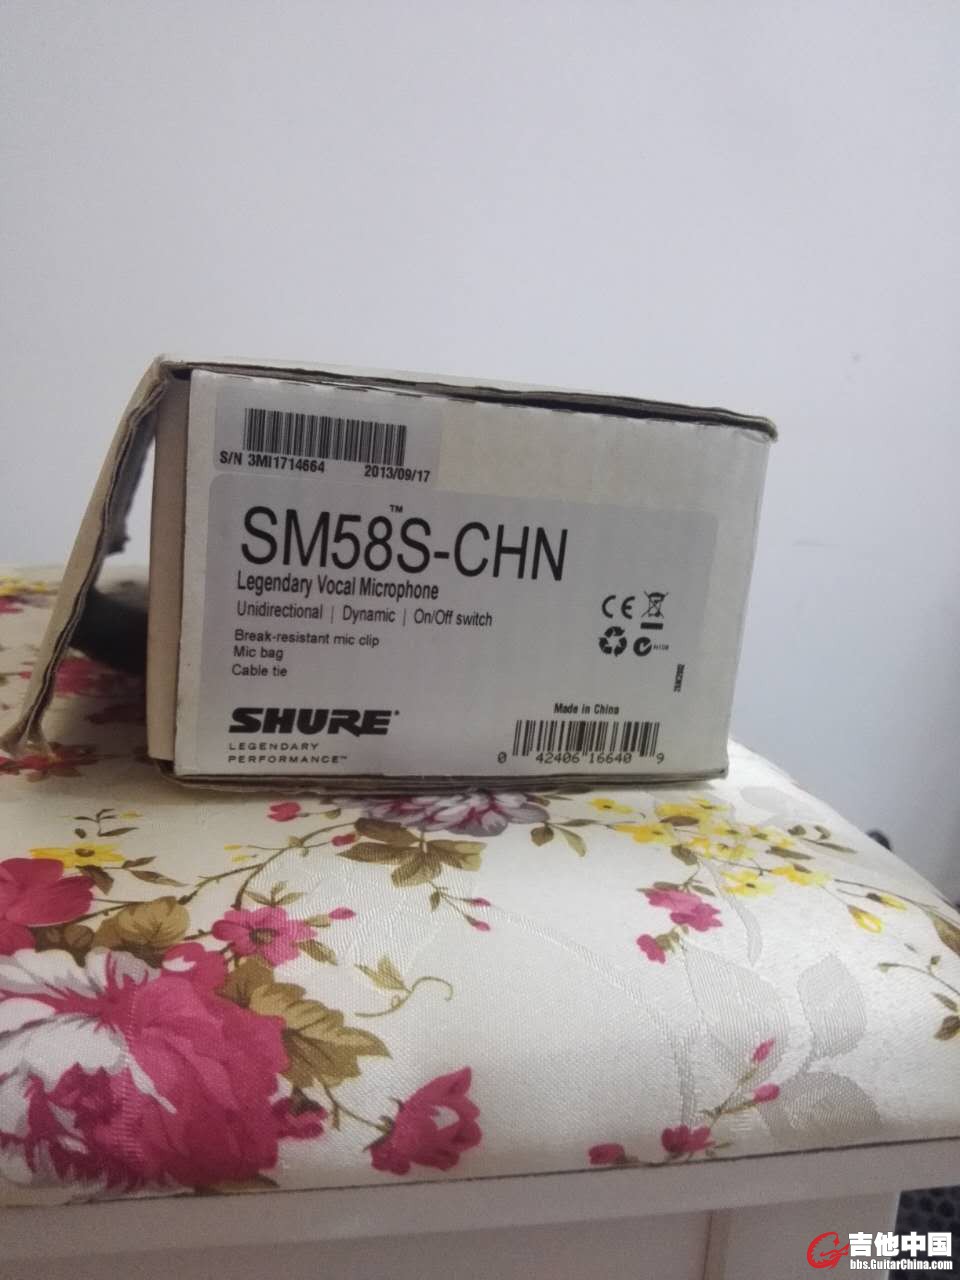 S/N 3MI1714664
2013/09/17
SM58™S-CHN
Legendary Vocal Microphone
Unidirectional | Dynamic | On/Off switch
Break-resistant mic clip
Mic bag
Cable tie
CE
SHURE®
LEGENDARY
PERFORMANCE™
Made in China
0 42406 16640 9
吉他中国
bbs.GuitarChina.com